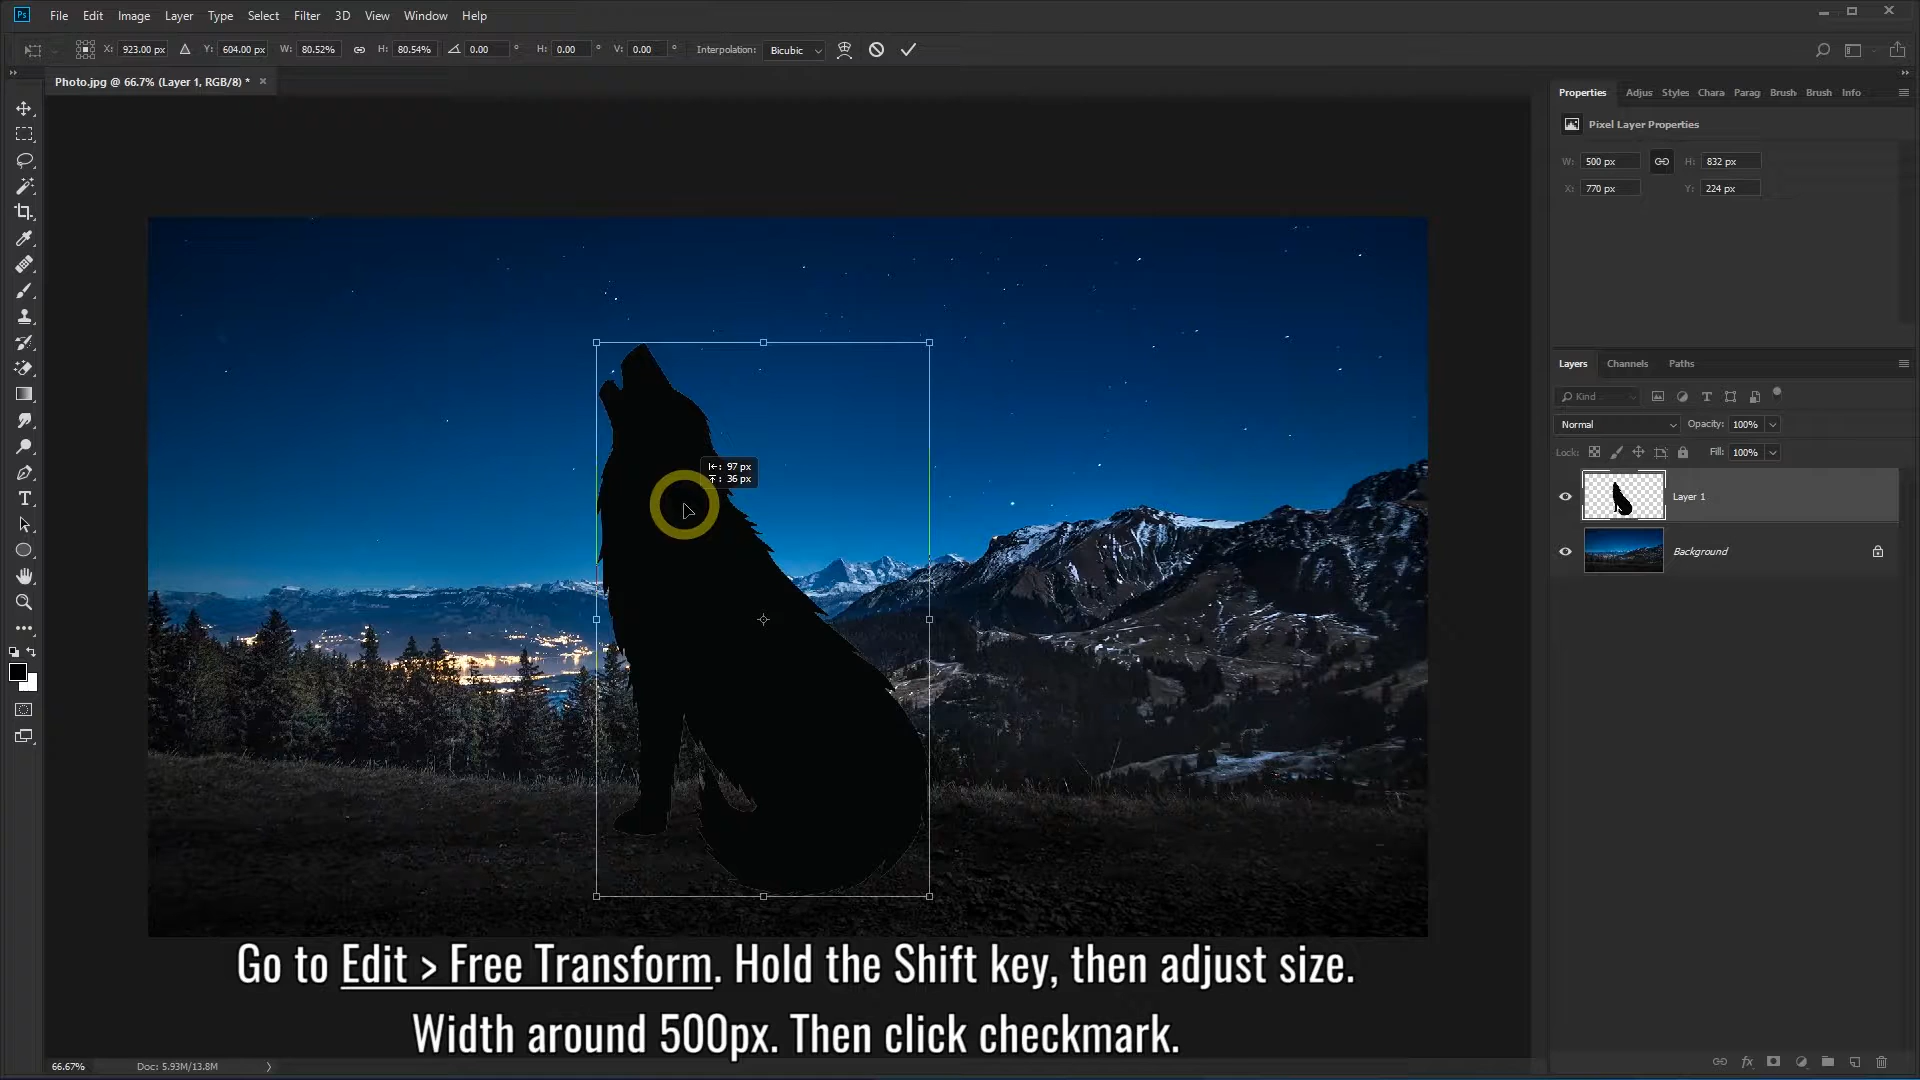 Ps File Edit Image Layer Type Select Filter 3D View Window Help
X: 923.00 px Y: 604.00 px W: 80.52% H: 80.54% 0.00 ° H: 0.00 ° V: 0.00 ° Interpolation: Bicubic
Photo.jpg @ 66.7% (Layer 1, RGB/8) * ×
Properties Adjus Styles Chara Parag Brush Brush Info
Pixel Layer Properties
W: 500 px H: 832 px
X: 770 px Y: 224 px
Layers Channels Paths
Kind
Normal Opacity: 100%
Lock: Fill: 100%
Layer 1
Background
97 px
36 px
Go to Edit > Free Transform. Hold the Shift key, then adjust size.
Width around 500px. Then click checkmark.
66.67% Doc: 5.93M/13.8M
fx